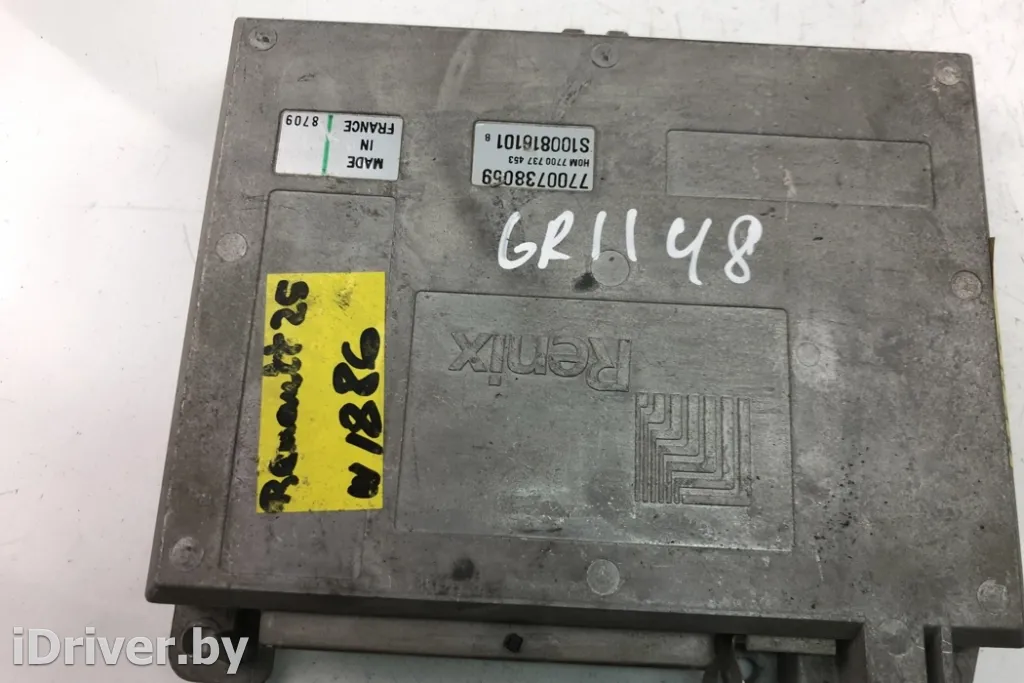 MADE
IN
FRANCE
8709
7700738059
HOM 7700 737 453
S100816101 B
GR1148
Renault 25
w 1886
Renix
iDriver.by